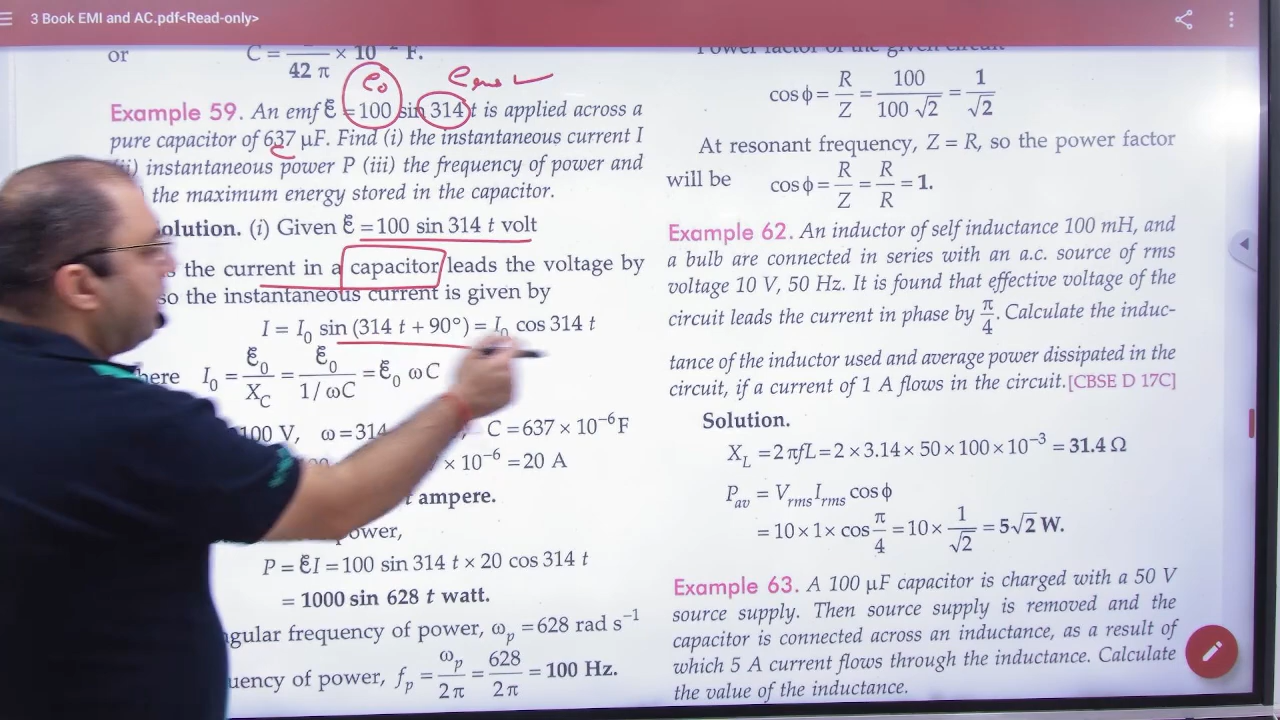 3 Book EMI and AC.pdf<Read-only>
or C = / 42 π × 10 F.
e₀ eᵣₘₛ
Example 59. An emf ℰ = 100 sin 314 t is applied across a
pure capacitor of 637 μF. Find (i) the instantaneous current I
instantaneous power P (iii) the frequency of power and
the maximum energy stored in the capacitor.
olution. (i) Given ℰ = 100 sin 314 t volt
the current in a capacitor leads the voltage by
so the instantaneous current is given by
I = I₀ sin (314 t + 90°) = I₀ cos 314 t
here I₀ = ℰ₀ / X_C = ℰ₀ / 1/ωC = ℰ₀ ωC
100 V, ω = 314 , C = 637 × 10⁻⁶ F
× 10⁻⁶ = 20 A
t ampere.
ower,
P = ℰI = 100 sin 314 t × 20 cos 314 t
= 1000 sin 628 t watt.
gular frequency of power, ω_p = 628 rad s⁻¹
uency of power, f_p = ω_p / 2π = 628 / 2π = 100 Hz.
Power factor of the given circuit
cos ϕ = R / Z = 100 / 100 √2 = 1 / √2
At resonant frequency, Z = R, so the power factor
will be cos ϕ = R / Z = R / R = 1.
Example 62. An inductor of self inductance 100 mH, and
a bulb are connected in series with an a.c. source of rms
voltage 10 V, 50 Hz. It is found that effective voltage of the
circuit leads the current in phase by π / 4. Calculate the induc-
tance of the inductor used and average power dissipated in the
circuit, if a current of 1 A flows in the circuit. [CBSE D 17C]
Solution.
X_L = 2 πfL = 2 × 3.14 × 50 × 100 × 10⁻³ = 31.4 Ω
P_av = V_rms I_rms cos ϕ
= 10 × 1 × cos π / 4 = 10 × 1 / √2 = 5√2 W.
Example 63. A 100 μF capacitor is charged with a 50 V
source supply. Then source supply is removed and the
capacitor is connected across an inductance, as a result of
which 5 A current flows through the inductance. Calculate
the value of the inductance.